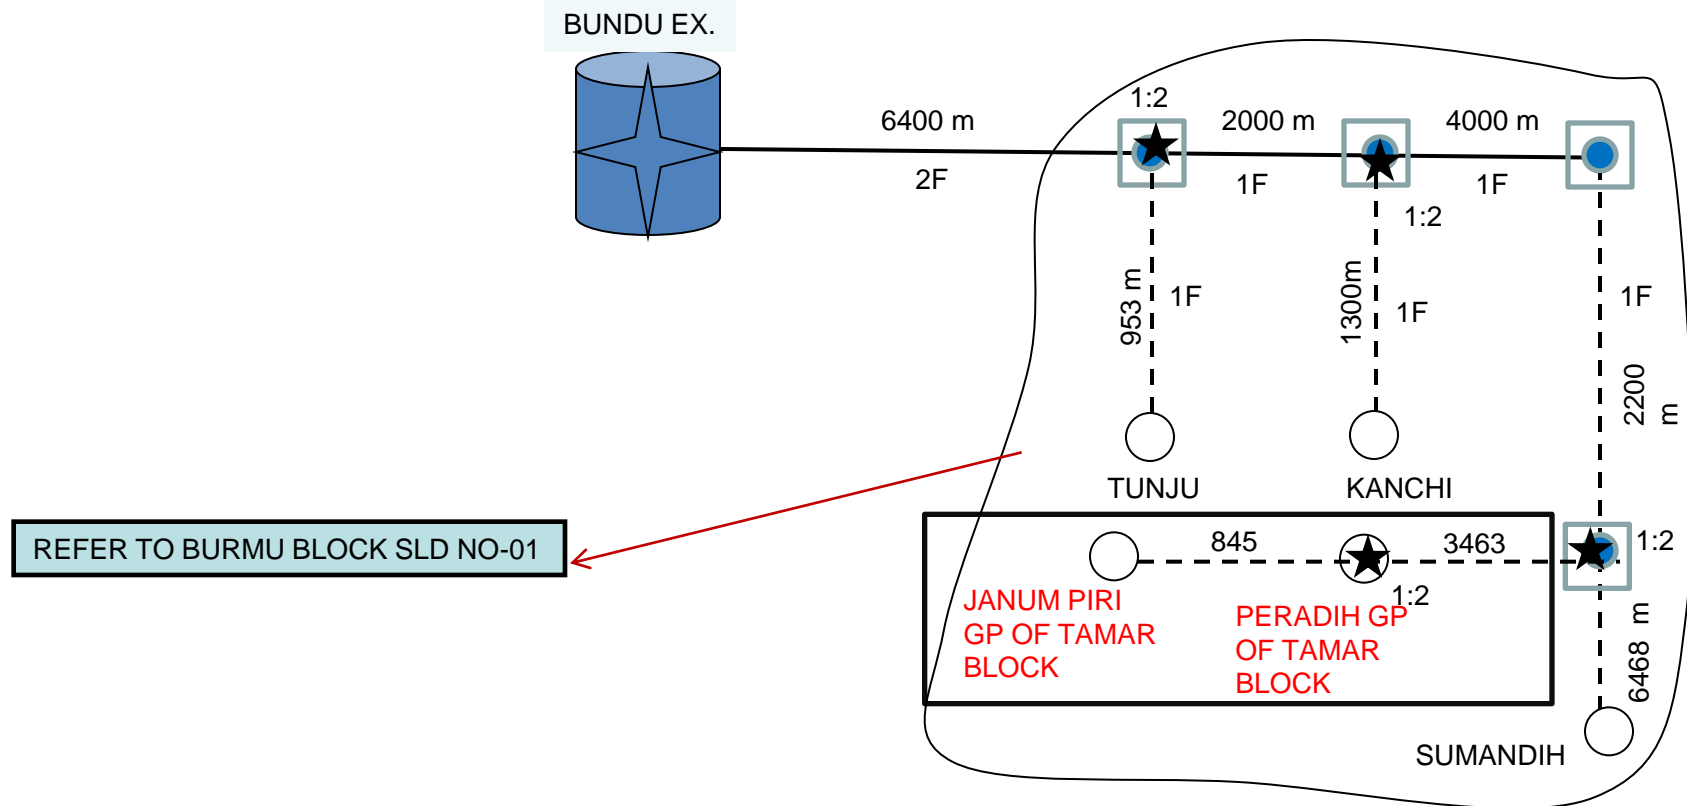 BUNDU EX.
1:2
6400 m
2000 m
4000 m
2F
1F
1F
1:2
953 m
1F
1300m
1F
1F
2200
m
TUNJU
KANCHI
REFER TO BURMU BLOCK SLD NO-01
845
3463
1:2
1:2
JANUM PIRI
GP OF TAMAR
BLOCK
PERADIH GP
OF TAMAR
BLOCK
6468 m
SUMANDIH